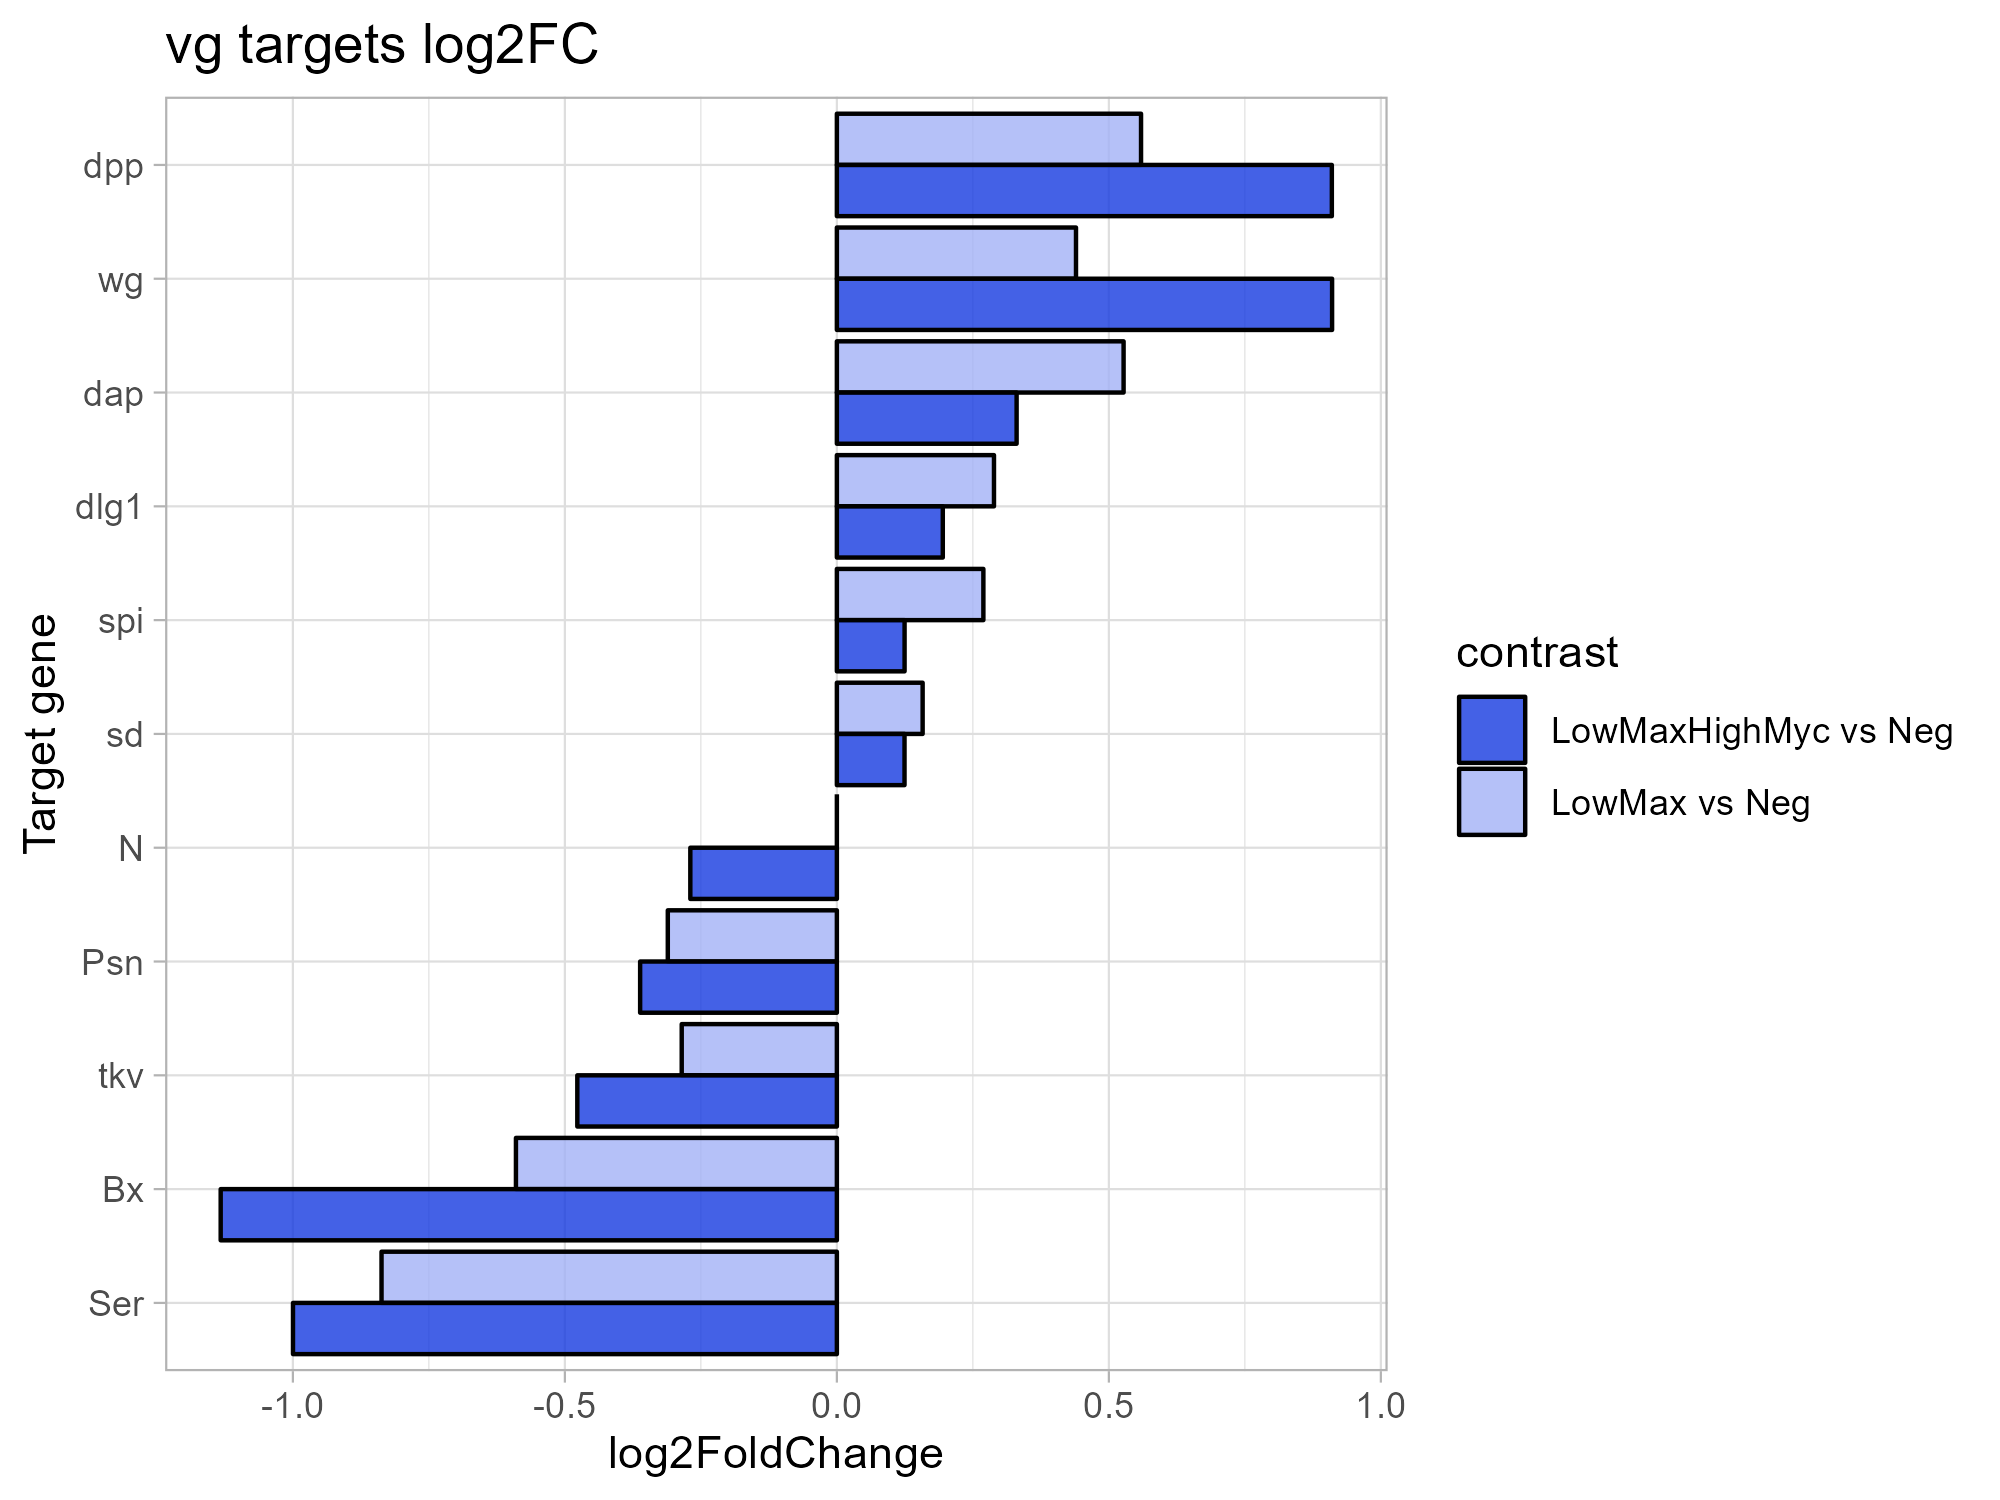 vg targets log2FC
Target gene
dpp
wg
dap
dlg1
spi
sd
N
Psn
tkv
Bx
Ser
-1.0 -0.5 0.0 0.5 1.0
log2FoldChange
contrast
LowMaxHighMyc vs Neg
LowMax vs Neg